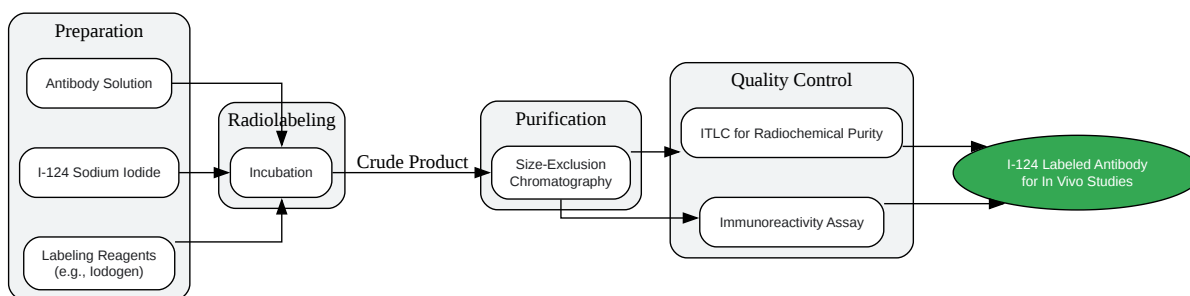 Preparation
Antibody Solution
I-124 Sodium Iodide
Labeling Reagents
(e.g., Iodogen)
Radiolabeling
Incubation
Crude Product
Purification
Size-Exclusion
Chromatography
Quality Control
ITLC for Radiochemical Purity
Immunoreactivity Assay
I-124 Labeled Antibody
for In Vivo Studies